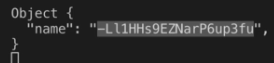 Object {
"name": "-Ll1HHs9EZNarP6up3fu",
}